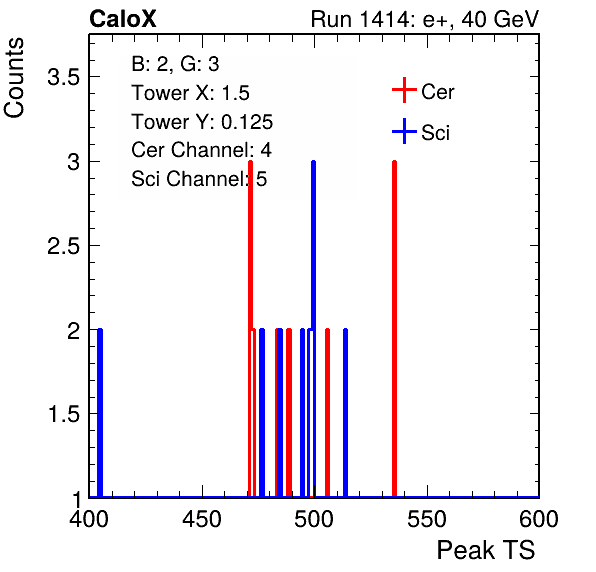 CaloX
Run 1414: e+, 40 GeV
Counts
B: 2, G: 3
Tower X: 1.5
Tower Y: 0.125
Cer Channel: 4
Sci Channel: 5
Cer
Sci
3.5
3
2.5
2
1.5
1
400 450 500 550 600
Peak TS